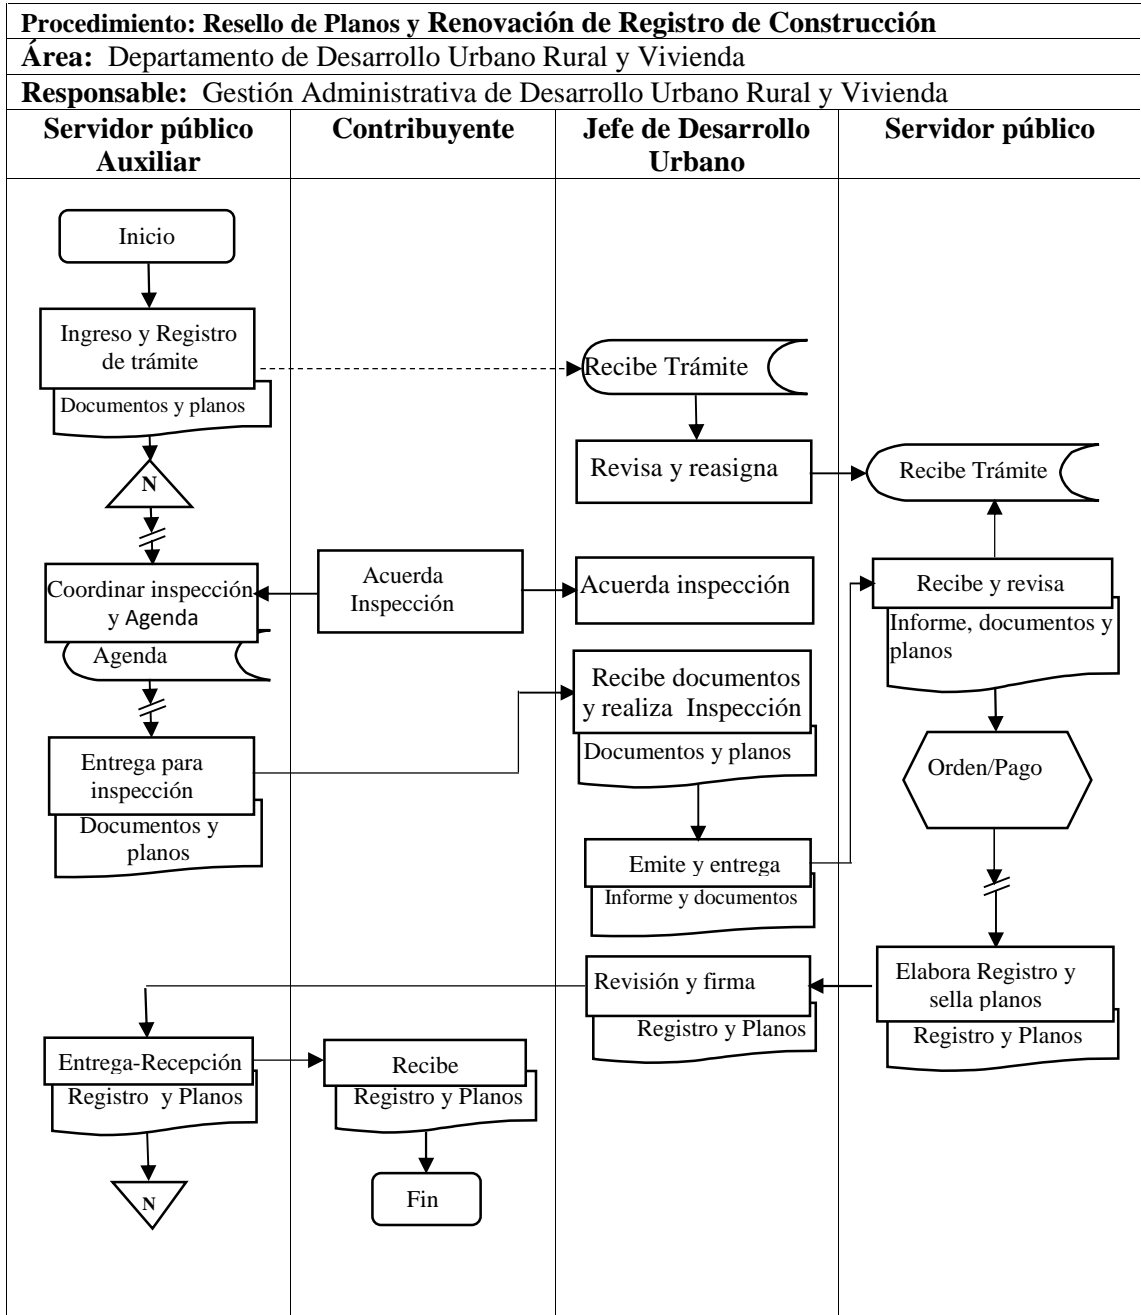 Procedimiento: Resello de Planos y Renovación de Registro de Construcción
Área: Departamento de Desarrollo Urbano Rural y Vivienda
Responsable: Gestión Administrativa de Desarrollo Urbano Rural y Vivienda
Servidor público
Auxiliar
Contribuyente
Jefe de Desarrollo
Urbano
Servidor público
Inicio
Ingreso y Registro
de trámite
Documentos y planos
Recibe Trámite
Revisa y reasigna
Recibe Trámite
N
Coordinar inspección
y Agenda
Agenda
Acuerda
Inspección
Acuerda inspección
Recibe y revisa
Informe, documentos y
planos
Recibe documentos
y realiza Inspección
Documentos y planos
Entrega para
inspección
Documentos y
planos
Orden/Pago
Emite y entrega
Informe y documentos
Elabora Registro y
sella planos
Registro y Planos
Revisión y firma
Registro y Planos
Entrega-Recepción
Registro y Planos
Recibe
Registro y Planos
N
Fin